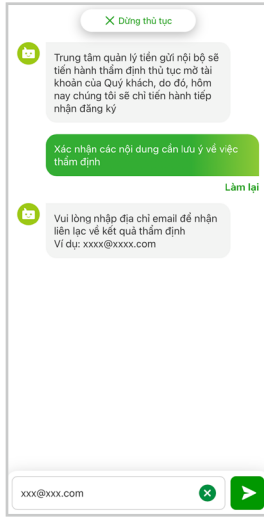 Dừng thủ tục
Trung tâm quản lý tiền gửi nội bộ sẽ
tiến hành thẩm định thủ tục mở tài
khoản của Quý khách, do đó, hôm
nay chúng tôi sẽ chỉ tiến hành tiếp
nhận đăng ký
Xác nhận các nội dung cần lưu ý về việc
thẩm định
Làm lại
Vui lòng nhập địa chỉ email để nhận
liên lạc về kết quả thẩm định
Ví dụ: xxxx@xxxx.com
xxx@xxx.com